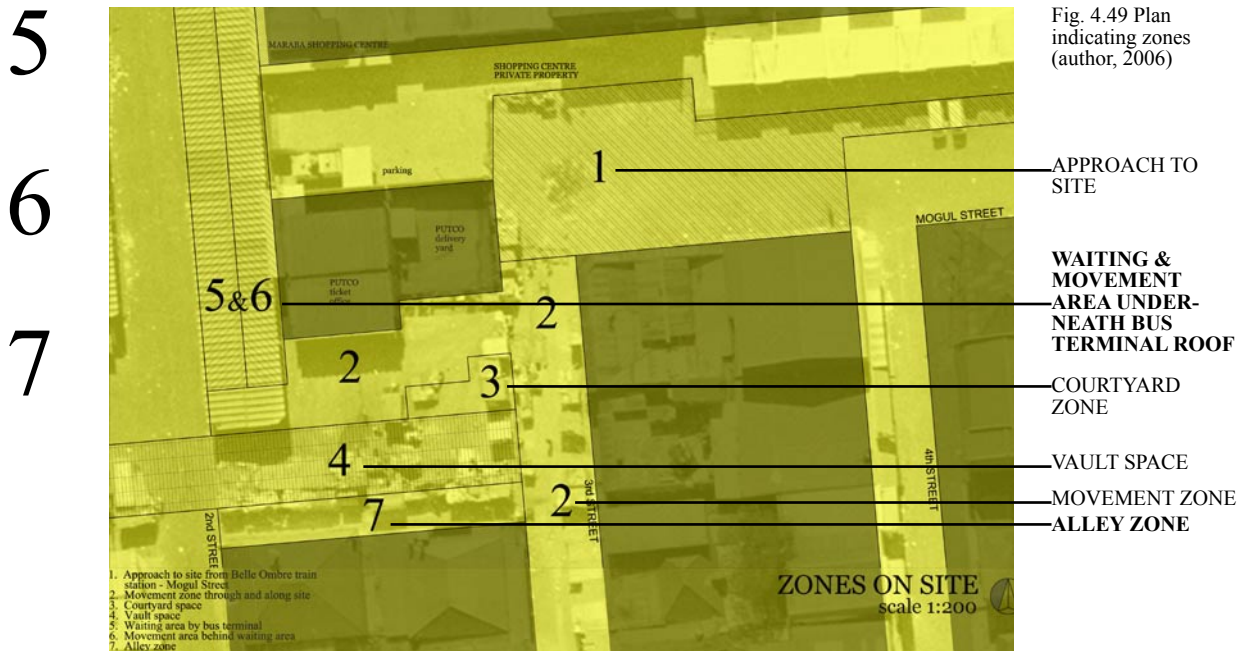 5
6
7
Fig. 4.49 Plan
indicating zones
(author, 2006)
MARABA SHOPPING CENTRE
SHOPPING CENTRE
PRIVATE PROPERTY
parking
1
APPROACH TO
SITE
MOGUL STREET
PUTCO
delivery
yard
PUTCO
ticket
office
5&6
WAITING &
MOVEMENT
AREA UNDER-
NEATH BUS
TERMINAL ROOF
2
2
3
COURTYARD
ZONE
4
VAULT SPACE
2
MOVEMENT ZONE
7
ALLEY ZONE
2nd STREE
3rd STREET
4th STREET
1. Approach to site from Belle Ombre train
station - Mogul Street
2. Movement zone through and along site
3. Courtyard space
4. Vault space
5. Waiting area by bus terminal
6. Movement area behind waiting area
7. Alley zone
ZONES ON SITE
scale 1:200